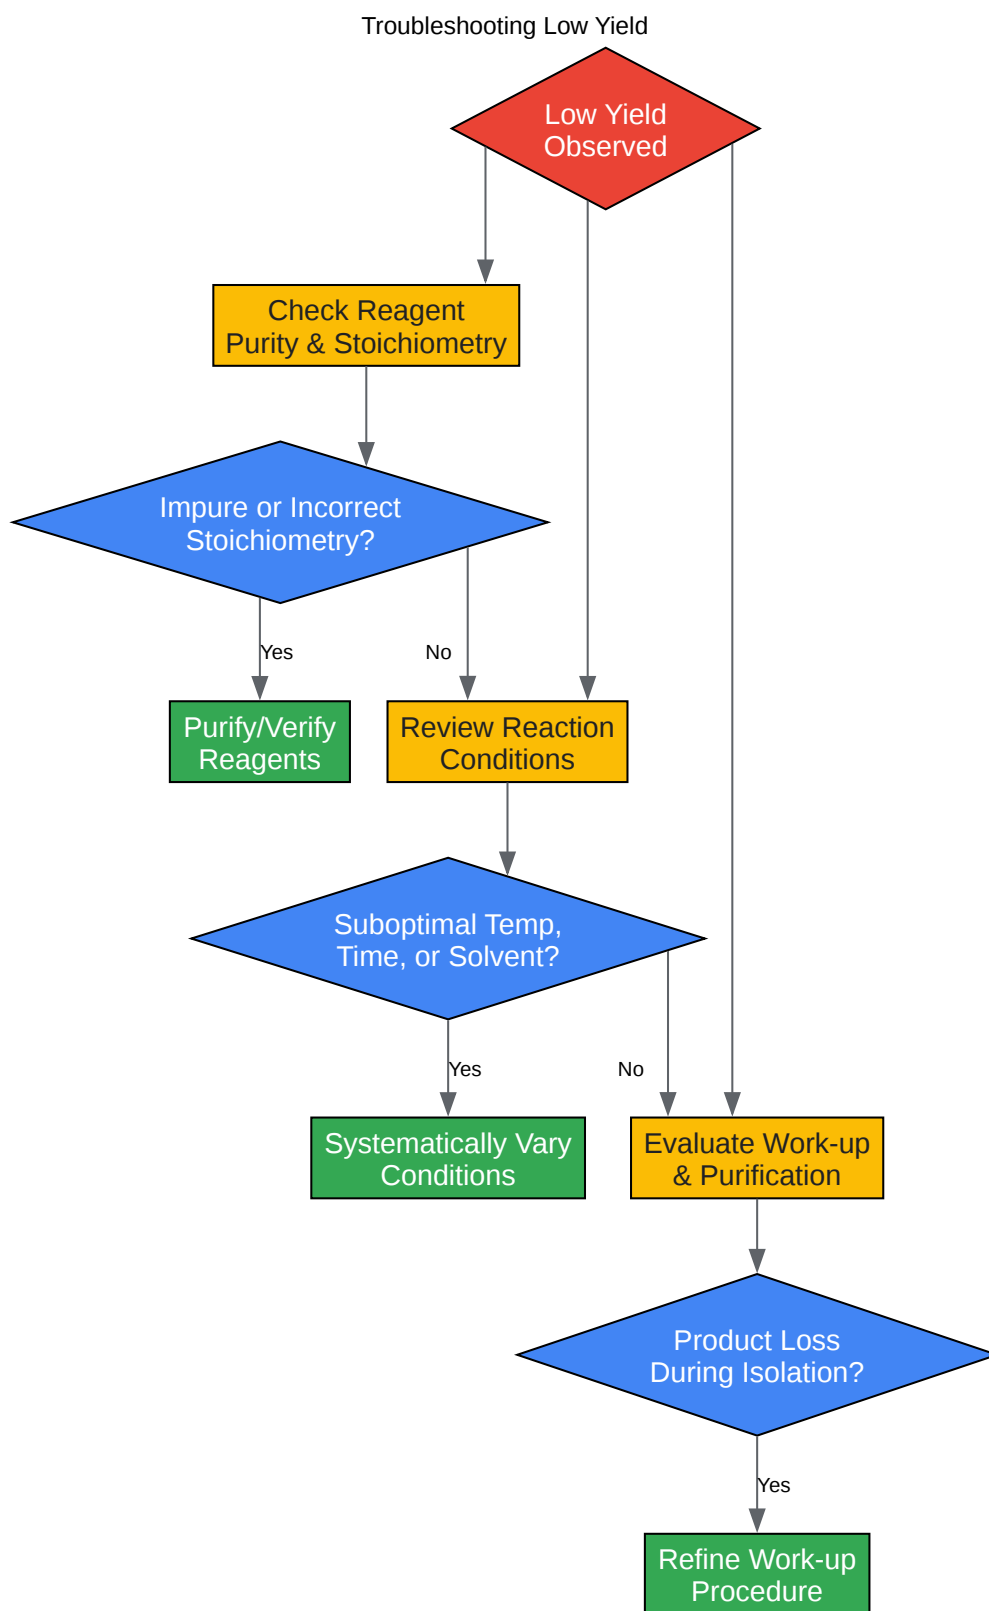 Troubleshooting Low Yield
Low Yield
Observed
Check Reagent
Purity & Stoichiometry
Impure or Incorrect
Stoichiometry?
Yes
No
Purify/Verify
Reagents
Review Reaction
Conditions
Suboptimal Temp,
Time, or Solvent?
Yes
No
Systematically Vary
Conditions
Evaluate Work-up
& Purification
Product Loss
During Isolation?
Yes
Refine Work-up
Procedure